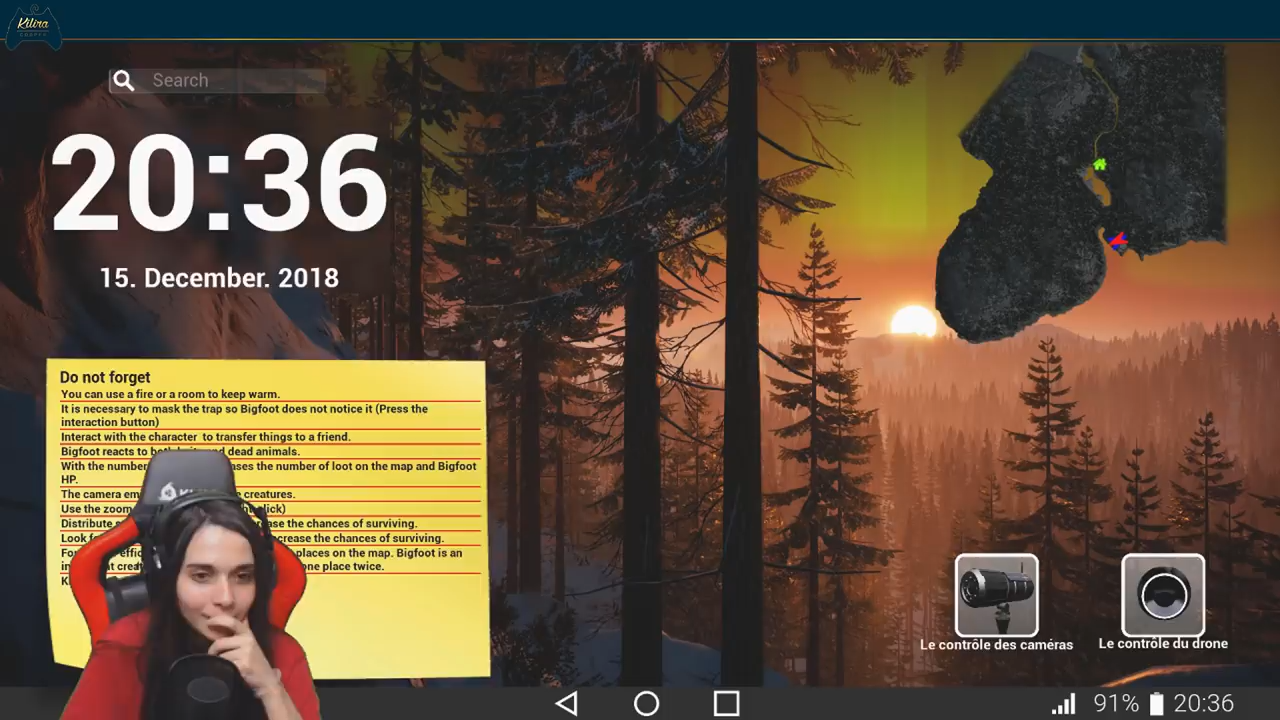 Kilira
Search
20:36
15. December. 2018
Do not forget
You can use a fire or a room to keep warm.
It is necessary to mask the trap so Bigfoot does not notice it (Press the
interaction button)
Interact with the character to transfer things to a friend.
Bigfoot reacts to dead animals.
With the number the number of loot on the map and Bigfoot
HP.
The camera creatures.
Use the zoom
Distribute the chances of surviving.
Look the chances of surviving.
places on the map. Bigfoot is an
one place twice.
Le contrôle des caméras
Le contrôle du drone
91% 20:36